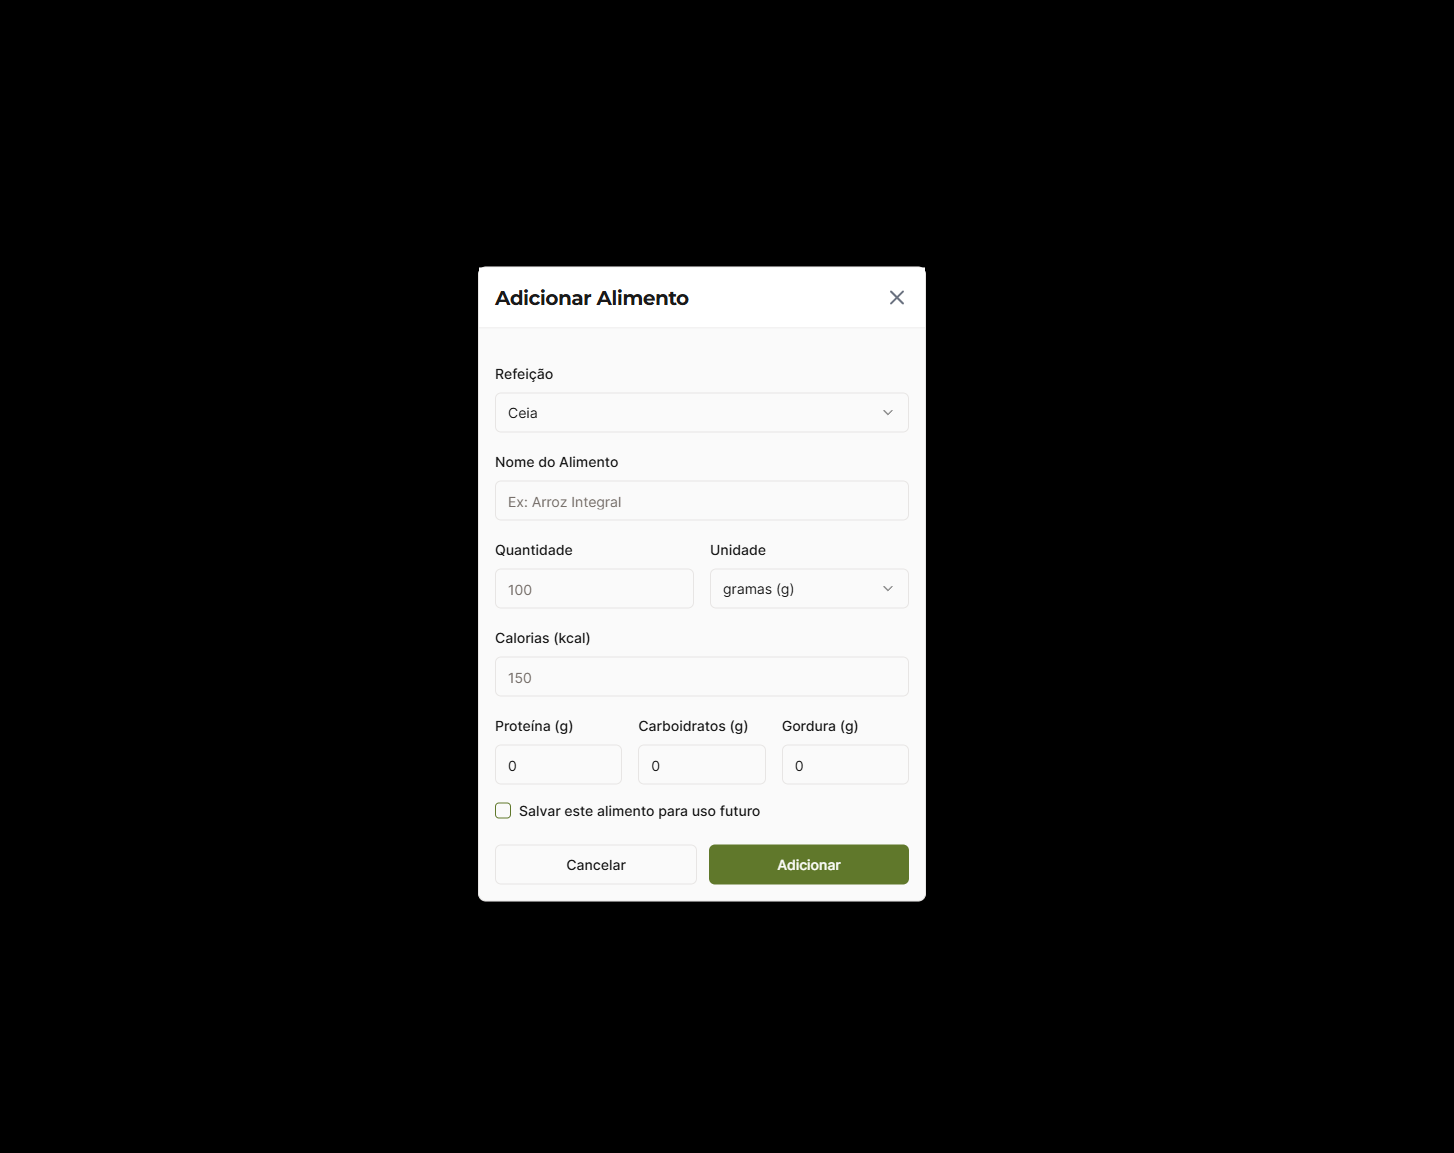 Adicionar Alimento
Refeição
Ceia
Nome do Alimento
Ex: Arroz Integral
Quantidade Unidade
100 gramas (g)
Calorias (kcal)
150
Proteína (g) Carboidratos (g) Gordura (g)
0 0 0
Salvar este alimento para uso futuro
Cancelar Adicionar